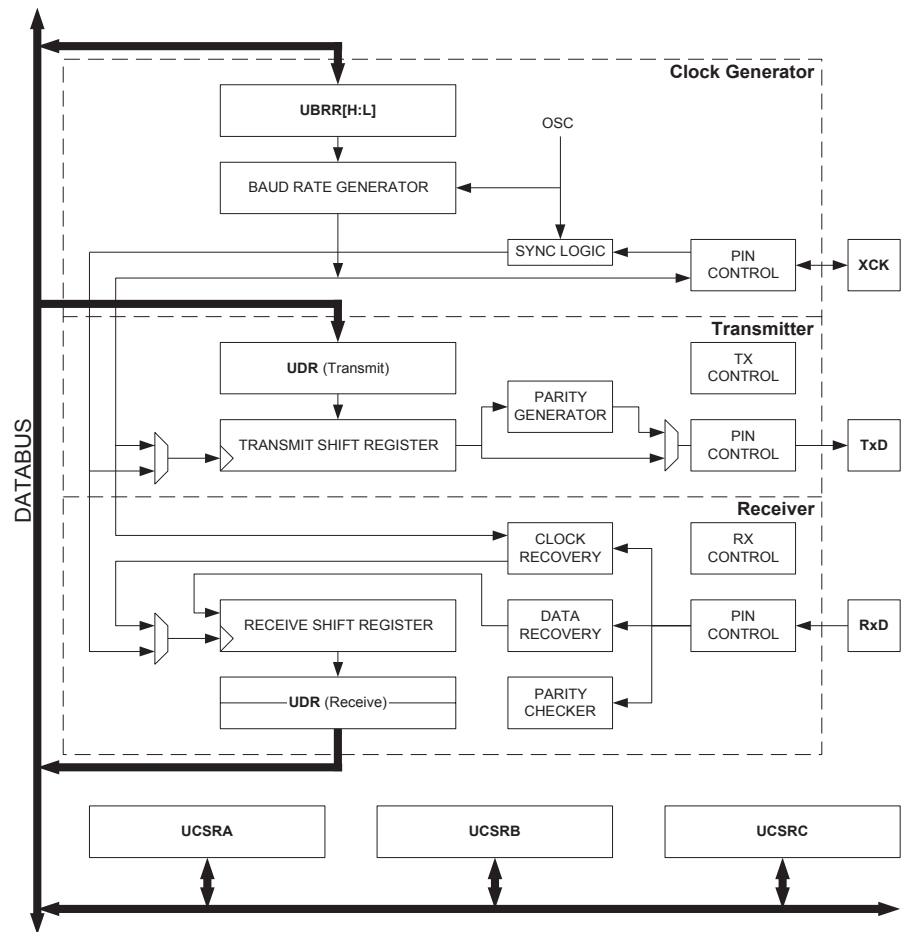 Clock Generator
UBRR[H:L]
OSC
BAUD RATE GENERATOR
SYNC LOGIC
PIN
CONTROL
XCK
Transmitter
UDR (Transmit)
TX
CONTROL
PARITY
GENERATOR
TRANSMIT SHIFT REGISTER
PIN
CONTROL
TxD
DATABUS
Receiver
CLOCK
RECOVERY
RX
CONTROL
RECEIVE SHIFT REGISTER
DATA
RECOVERY
PIN
CONTROL
RxD
UDR (Receive)
PARITY
CHECKER
UCSRA
UCSRB
UCSRC